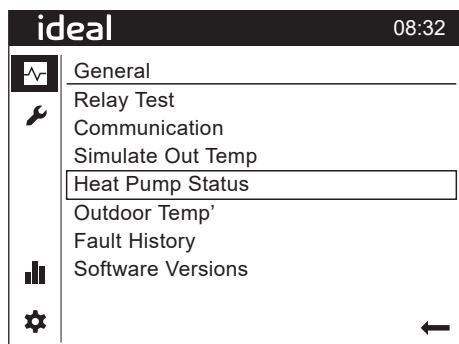 ideal 08:32
General
Relay Test
Communication
Simulate Out Temp
Heat Pump Status
Outdoor Temp'
Fault History
Software Versions